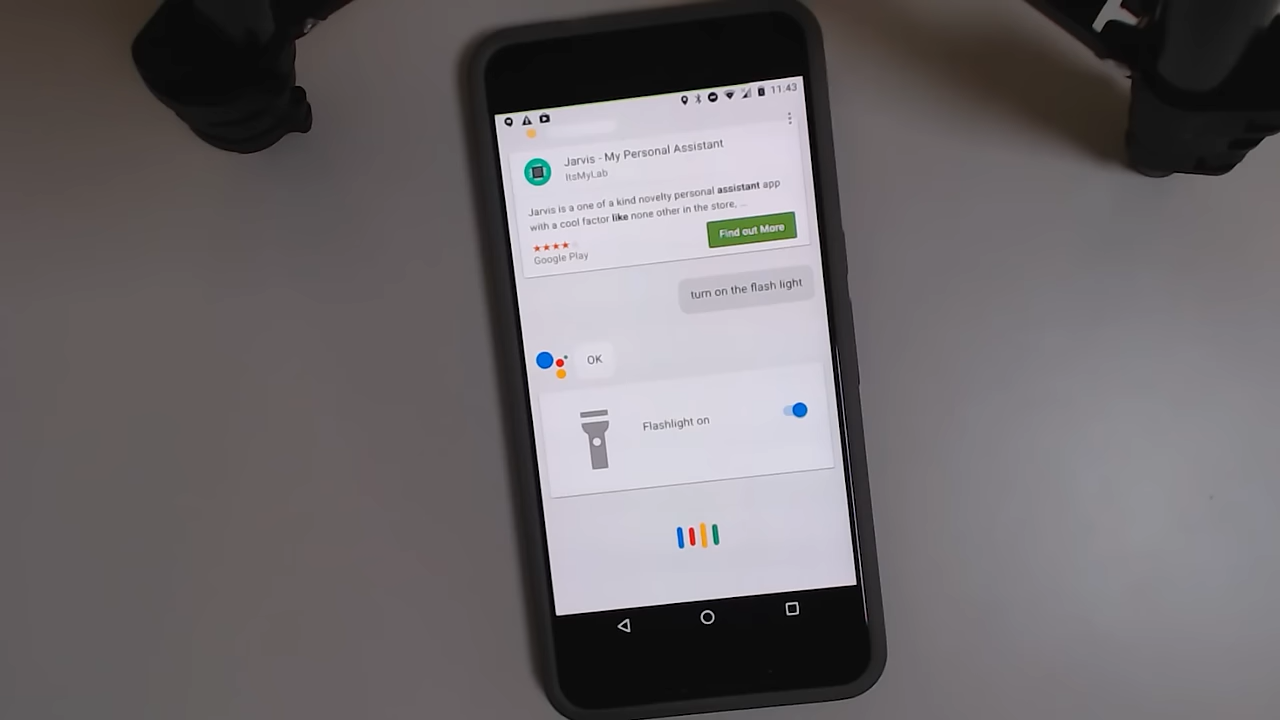 11:43
Jarvis - My Personal Assistant
ItsMyLab
Jarvis is a one of a kind novelty personal assistant app
with a cool factor like none other in the store, ...
Find out More
Google Play
turn on the flash light
OK
Flashlight on